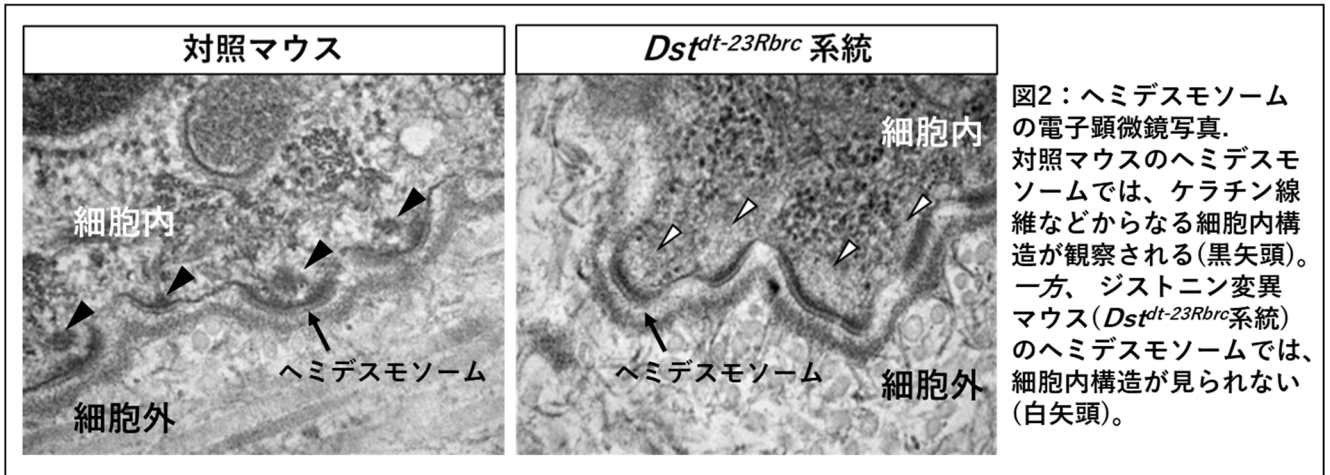 対照マウス
Dst^dt-23Rbrc 系統
細胞内
ヘミデスモソーム
細胞外
細胞内
ヘミデスモソーム
細胞外
図2：ヘミデスモソーム
の電子顕微鏡写真.
対照マウスのヘミデスモ
ソームでは、ケラチン線
維などからなる細胞内構
造が観察される(黒矢頭)。
一方、 ジストニン変異
マウス(Dst^dt-23Rbrc系統)
のヘミデスモソームでは、
細胞内構造が見られない
(白矢頭)。